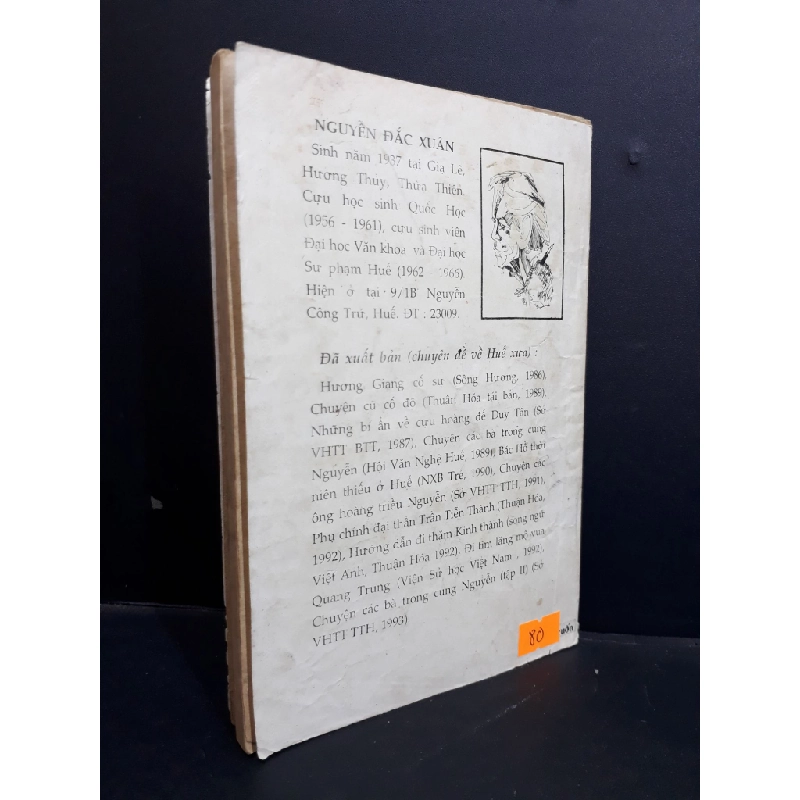 NGUYỄN ĐẮC XUÂN
Sinh năm 1937 tại Gia Lê,
Hương Thuỷ, Thừa Thiên.
Cựu học sinh Quốc Học
(1956 - 1961), cựu sinh viên
Đại học Văn khoa và Đại học
Sư phạm Huế (1962 - 1966).
Hiện ở tại 9/1B Nguyễn
Công Trứ, Huế. ĐT : 23009.
Đã xuất bản (chuyên đề về Huế xưa) :
Hương Giang cố sự (Sông Hương, 1986),
Chuyện cũ cố đô (Thuận Hóa tái bản, 1989),
Những bí ẩn về cựu hoàng đế Duy Tân (Sở
VHTT BTT, 1987), Chuyện các bà trong cung
Nguyễn (Hội Văn Nghệ Huế, 1989), Bác Hồ thời
niên thiếu ở Huế (NXB Trẻ, 1990), Chuyện các
ông hoàng triều Nguyễn (Sở VHTT TTH, 1991),
Phụ chính đại thần Trần Tiễn Thành (Thuận Hóa,
1992), Hướng dẫn đi thăm Kinh thành (song ngữ
Việt Anh, Thuận Hóa 1992), Đi tìm lăng mộ vua
Quang Trung (Viện Sử học Việt Nam , 1992),
Chuyện các bà trong cung Nguyễn (tập II) (Sở
VHTT TTH, 1993)
80